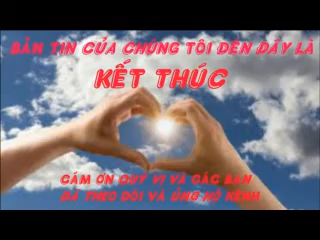 BẢN TIN CỦA CHÚNG TÔI ĐẾN ĐÂY LÀ
KẾT THÚC
CÁM ƠN QUÝ VỊ VÀ CÁC BẠN
ĐÃ THEO DÕI VÀ ỦNG HỘ KÊNH